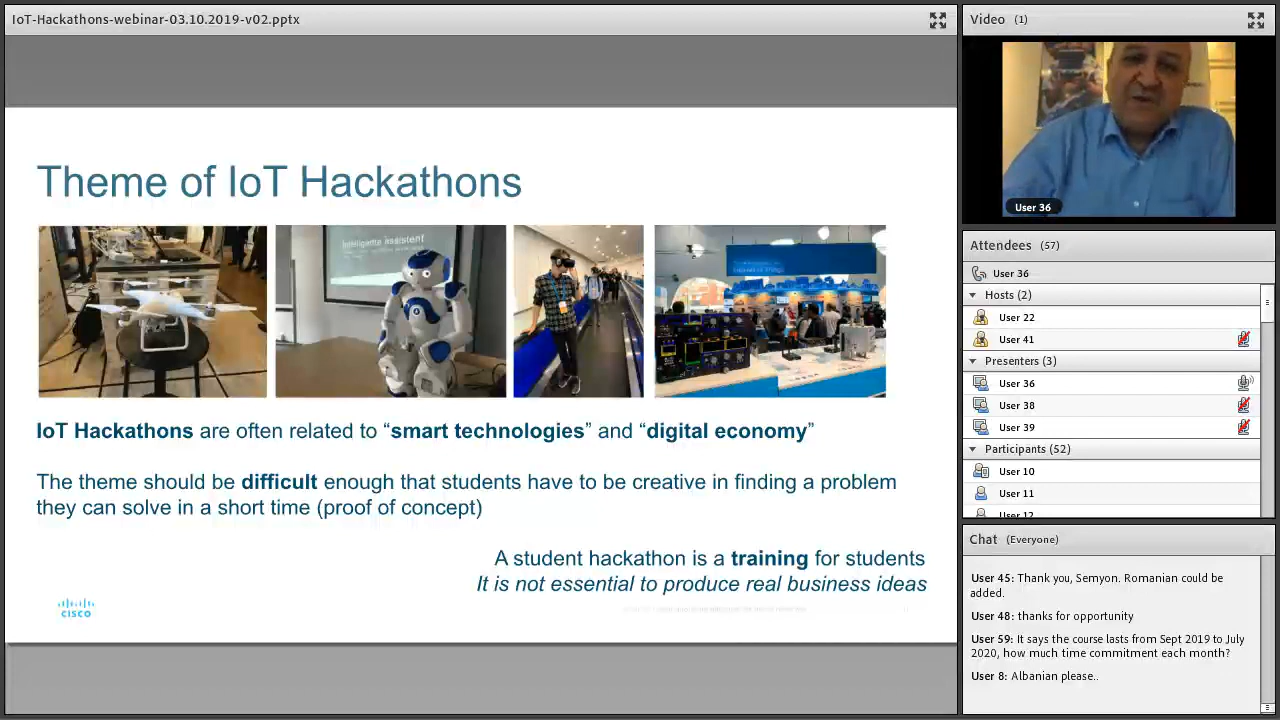 IoT-Hackathons-webinar-03.10.2019-v02.pptx
Theme of IoT Hackathons
Intelligente assistent
IoT Hackathons are often related to “smart technologies” and “digital economy”
The theme should be difficult enough that students have to be creative in finding a problem
they can solve in a short time (proof of concept)
A student hackathon is a training for students
It is not essential to produce real business ideas
CISCO
Video (1)
User 36
Attendees (57)
User 36
Hosts (2)
User 22
User 41
Presenters (3)
User 36
User 38
User 39
Participants (52)
User 10
User 11
User 12
Chat (Everyone)
User 45: Thank you, Semyon. Romanian could be
added.
User 48: thanks for opportunity
User 59: It says the course lasts from Sept 2019 to July
2020, how much time commitment each month?
User 8: Albanian please..